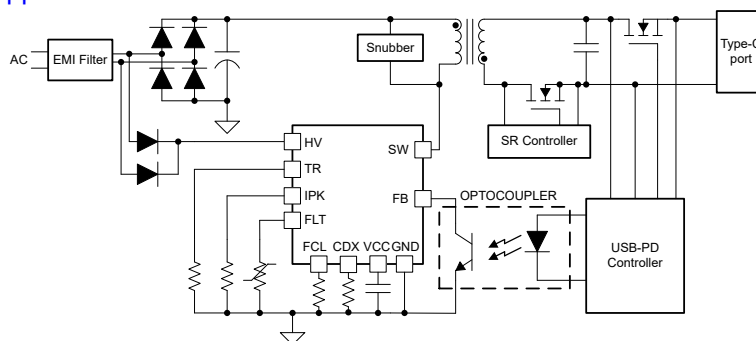 AC
EMI Filter
Snubber
Type-C
port
SR Controller
HV
SW
TR
IPK
FB
OPTOCOUPLER
FLT
FCL CDX VCC GND
USB-PD
Controller